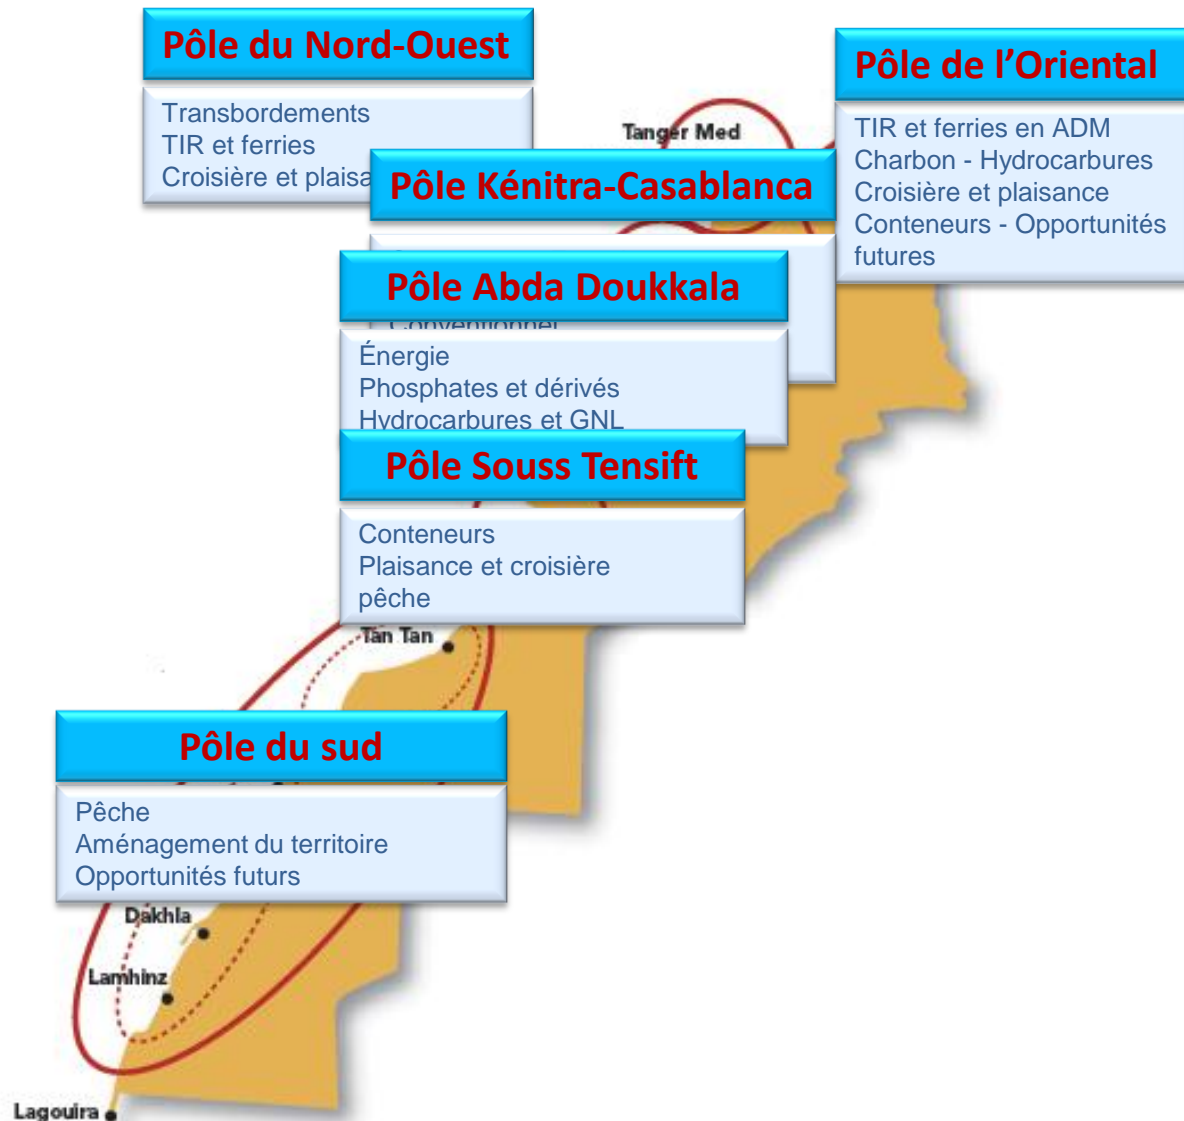 Pôle du Nord-Ouest
Transbordements
TIR et ferries
Croisière et
Pôle de l’Oriental
TIR et ferries en ADM
Charbon - Hydrocarbures
Croisière et plaisance
Conteneurs - Opportunités
futures
Tanger Med
Pôle Kénitra-Casablanca
Conventionnel
Pôle Abda Doukkala
Énergie
Phosphates et dérivés
Hydrocarbures et GNL
Pôle Souss Tensift
Conteneurs
Plaisance et croisière
pêche
Tan Tan
Pôle du sud
Pêche
Aménagement du territoire
Opportunités futurs
Dakhla
Lamhinz
Lagouira